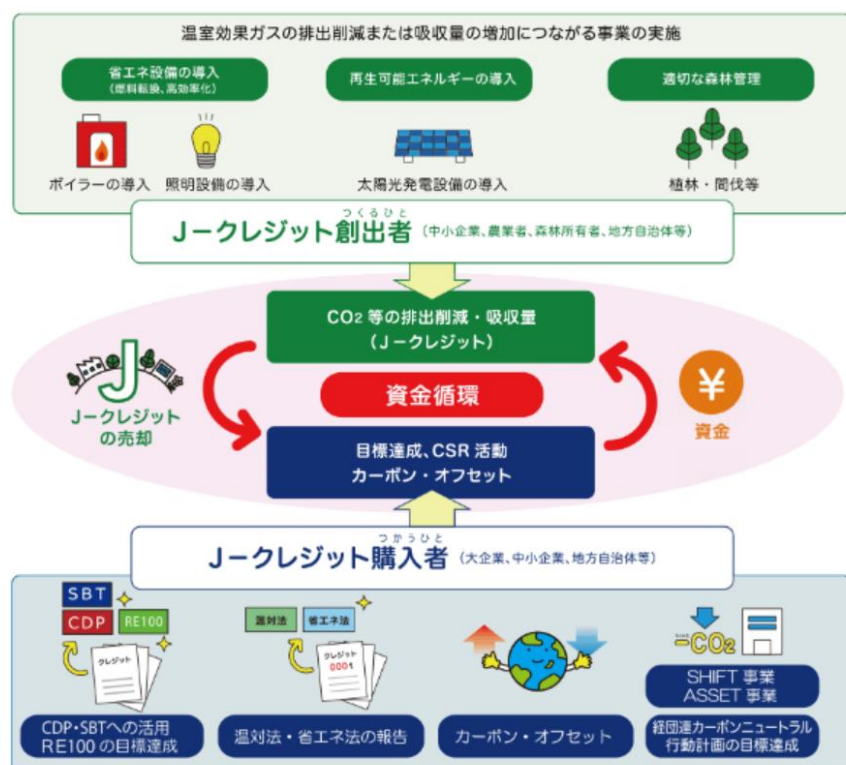 温室効果ガスの排出削減または吸収量の増加につながる事業の実施
省エネ設備の導入
(燃料転換、高効率化)
再生可能エネルギーの導入
適切な森林管理
ボイラーの導入
照明設備の導入
太陽光発電設備の導入
植林・間伐等
つくるひと
Jークレジット創出者(中小企業、農業者、森林所有者、地方自治体等)
CO2 等の排出削減・吸収量
(Jークレジット)
J
Jークレジット
の売却
資金循環
¥
資金
目標達成、CSR 活動
カーボン・オフセット
つかうひと
Jークレジット購入者(大企業、中小企業、地方自治体等)
SBT
CDP
RE100
クレジット
CDP・SBTへの活用
RE100 の目標達成
温対法
省エネ法
クレジット
0001
温対法・省エネ法の報告
カーボン・オフセット
CO2
SHIFT 事業
ASSET 事業
経団連カーボンニュートラル
行動計画の目標達成